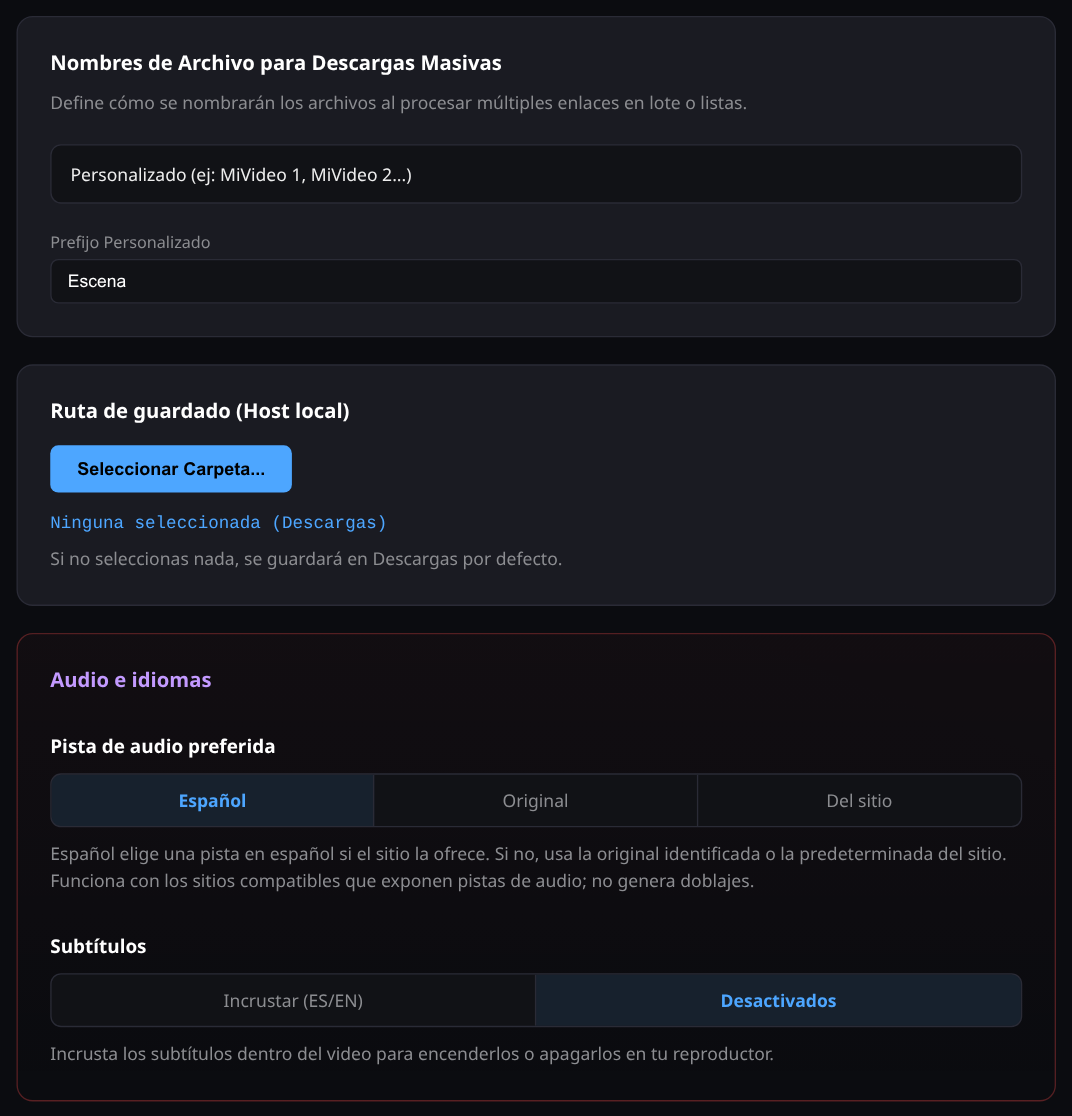 Nombres de Archivo para Descargas Masivas
Define cómo se nombrarán los archivos al procesar múltiples enlaces en lote o listas.
Personalizado (ej: MiVideo 1, MiVideo 2...)
Prefijo Personalizado
Escena
Ruta de guardado (Host local)
Seleccionar Carpeta...
Ninguna seleccionada (Descargas)
Si no seleccionas nada, se guardará en Descargas por defecto.
Audio e idiomas
Pista de audio preferida
Español
Original
Del sitio
Español elige una pista en español si el sitio la ofrece. Si no, usa la original identificada o la predeterminada del sitio.
Funciona con los sitios compatibles que exponen pistas de audio; no genera doblajes.
Subtítulos
Incrustar (ES/EN)
Desactivados
Incrusta los subtítulos dentro del video para encenderlos o apagarlos en tu reproductor.